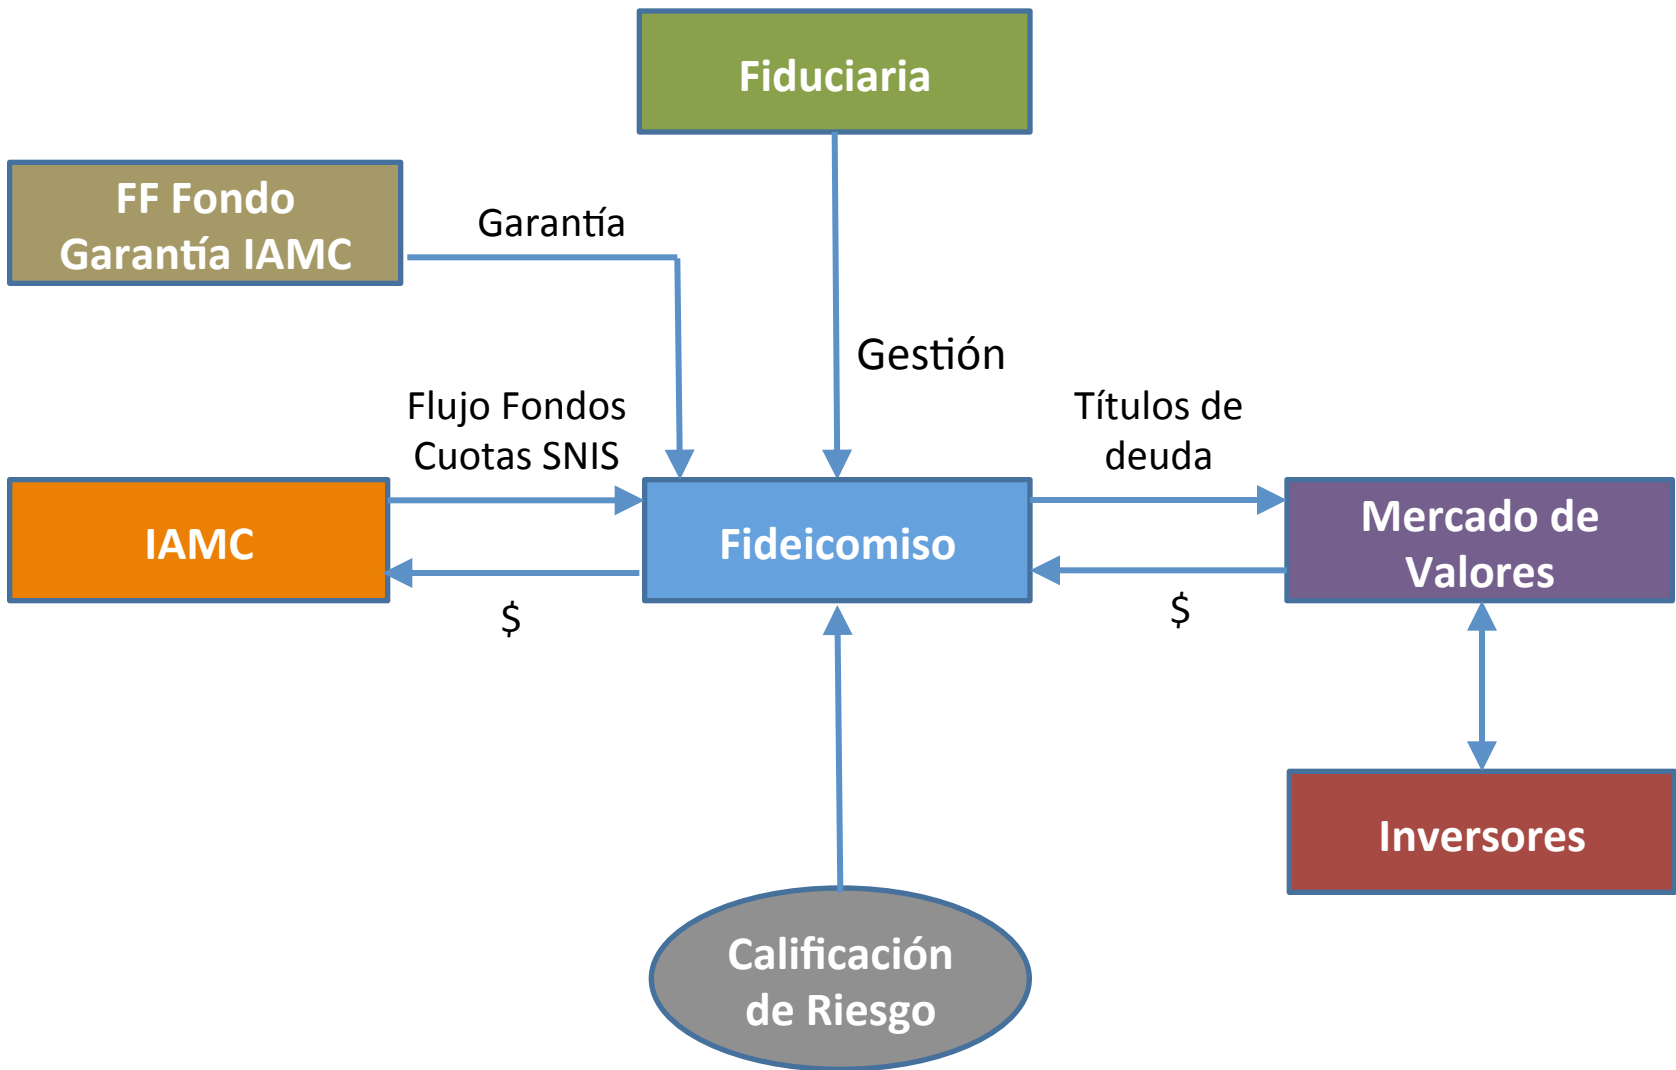 Fiduciaria
FF Fondo
Garantía IAMC
Garantía
Gestión
Flujo Fondos
Cuotas SNIS
Títulos de
deuda
IAMC
Fideicomiso
Mercado de
Valores
$
$
Inversores
Calificación
de Riesgo